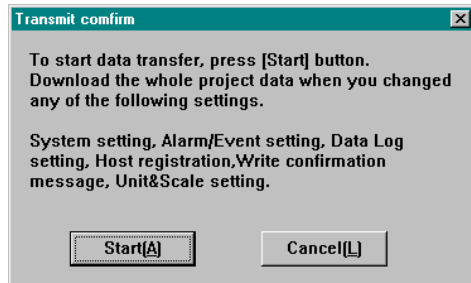 Transmit comfirm
To start data transfer, press [Start] button.
Download the whole project data when you changed
any of the following settings.
System setting, Alarm/Event setting, Data Log
setting, Host registration,Write confirmation
message, Unit&Scale setting.
Start(A) Cancel(L)